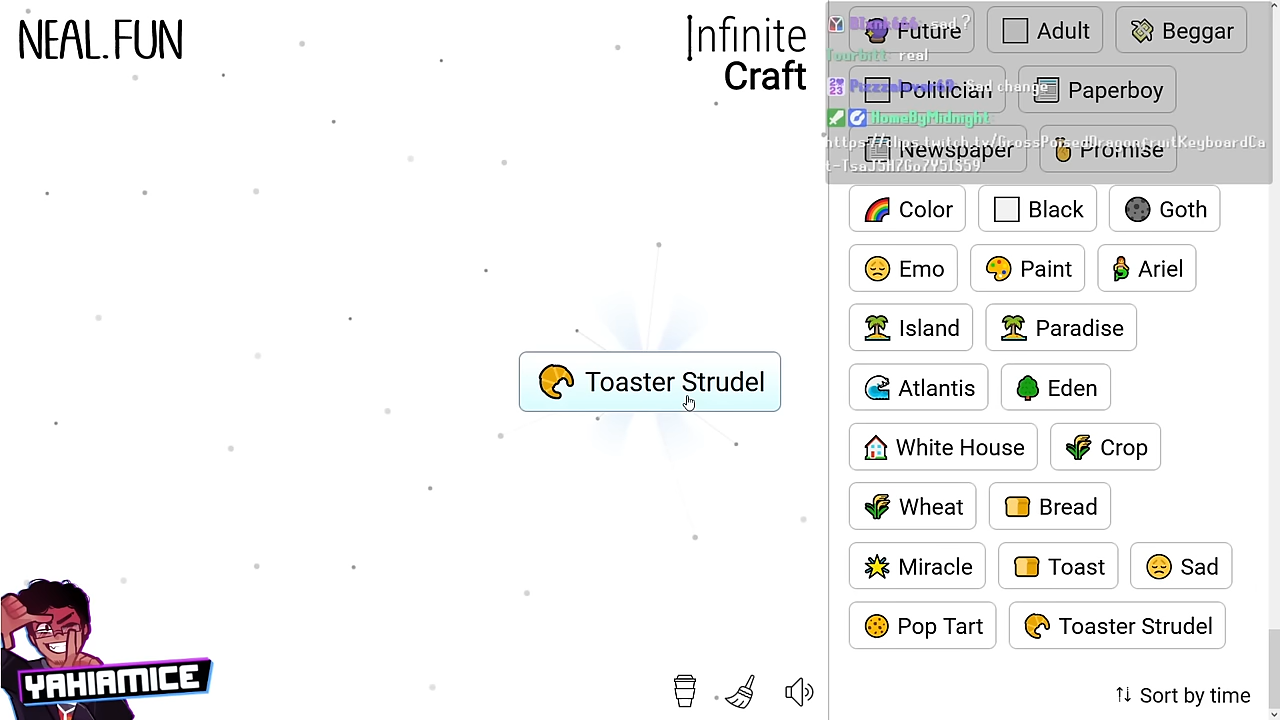 NEAL.FUN
Infinite
Craft
Future
Adult
Beggar
Politician
Paperboy
Newspaper
Promise
Tourbitt: real
HomeByMidnight:
Color
Black
Goth
Emo
Paint
Ariel
Island
Paradise
Atlantis
Eden
White House
Crop
Wheat
Bread
Miracle
Toast
Sad
Pop Tart
Toaster Strudel
Toaster Strudel
Sort by time
YAHIAMICE